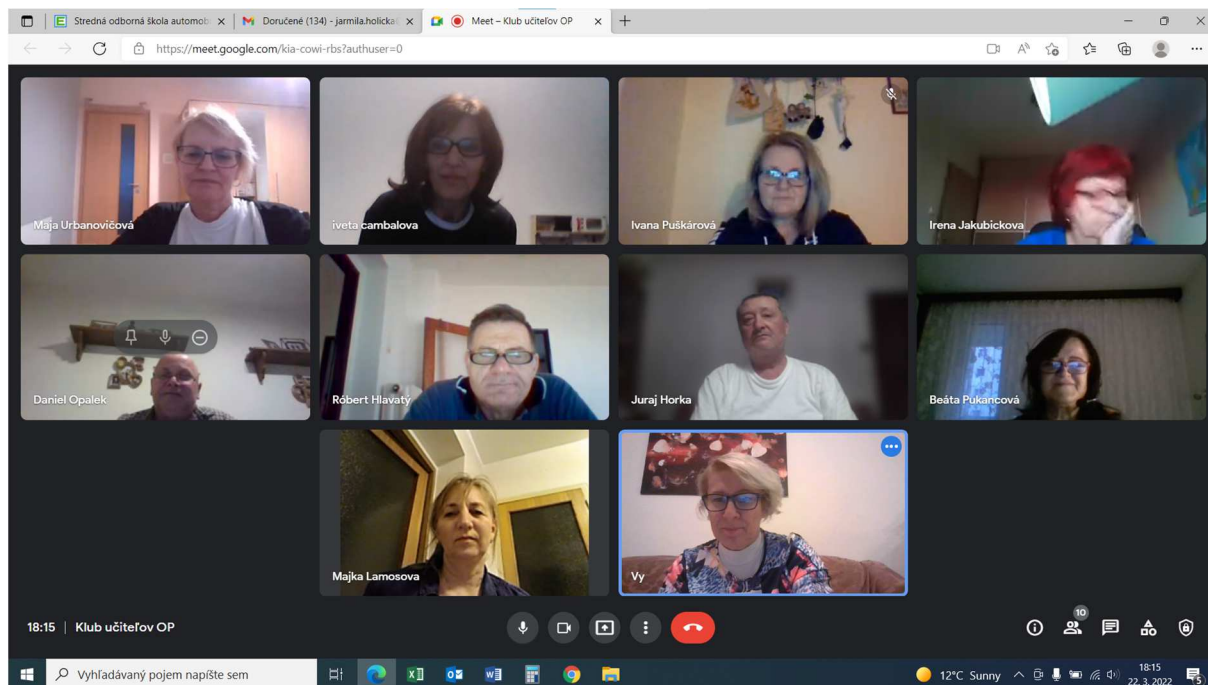 Stredná odborná škola automob
Doručené (134) - jarmila.holicka
Meet – Klub učiteľov OP
https://meet.google.com/kia-cowi-rbs?authuser=0
Maja Urbanovičová
iveta cambalova
Ivana Puškárová
Irena Jakubickova
Daniel Opalek
Róbert Hlavatý
Juraj Horka
Beáta Pukancová
Majka Lamosova
Vy
18:15 | Klub učiteľov OP
10
Vyhľadávaný pojem napíšte sem
12°C Sunny
18:15
22. 3. 2022
5